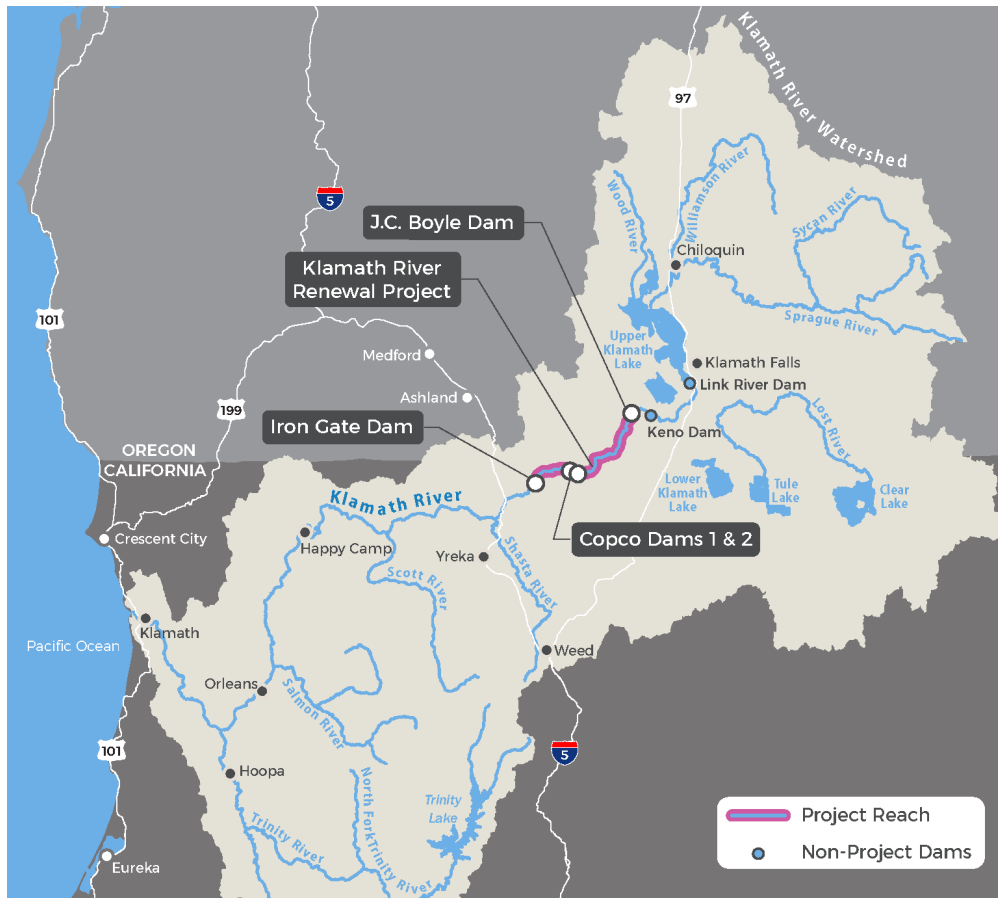 Klamath River Watershed
97
5
Wood River
Williamson River
Sycan River
J.C. Boyle Dam
Chiloquin
Klamath River
Renewal Project
101
Sprague River
Upper
Klamath
Lake
Medford
Klamath Falls
Link River Dam
Ashland
199
Iron Gate Dam
Keno Dam
Lost River
OREGON
CALIFORNIA
Lower
Klamath
Lake
Tule
Lake
Clear
Lake
Klamath River
Crescent City
Happy Camp
Yreka
Shasta River
Copco Dams 1 & 2
Scott River
Klamath
Pacific Ocean
Weed
Orleans
Salmon River
101
5
Hoopa
North Fork Trinity River
Trinity
Lake
Trinity River
Eureka
Project Reach
Non-Project Dams